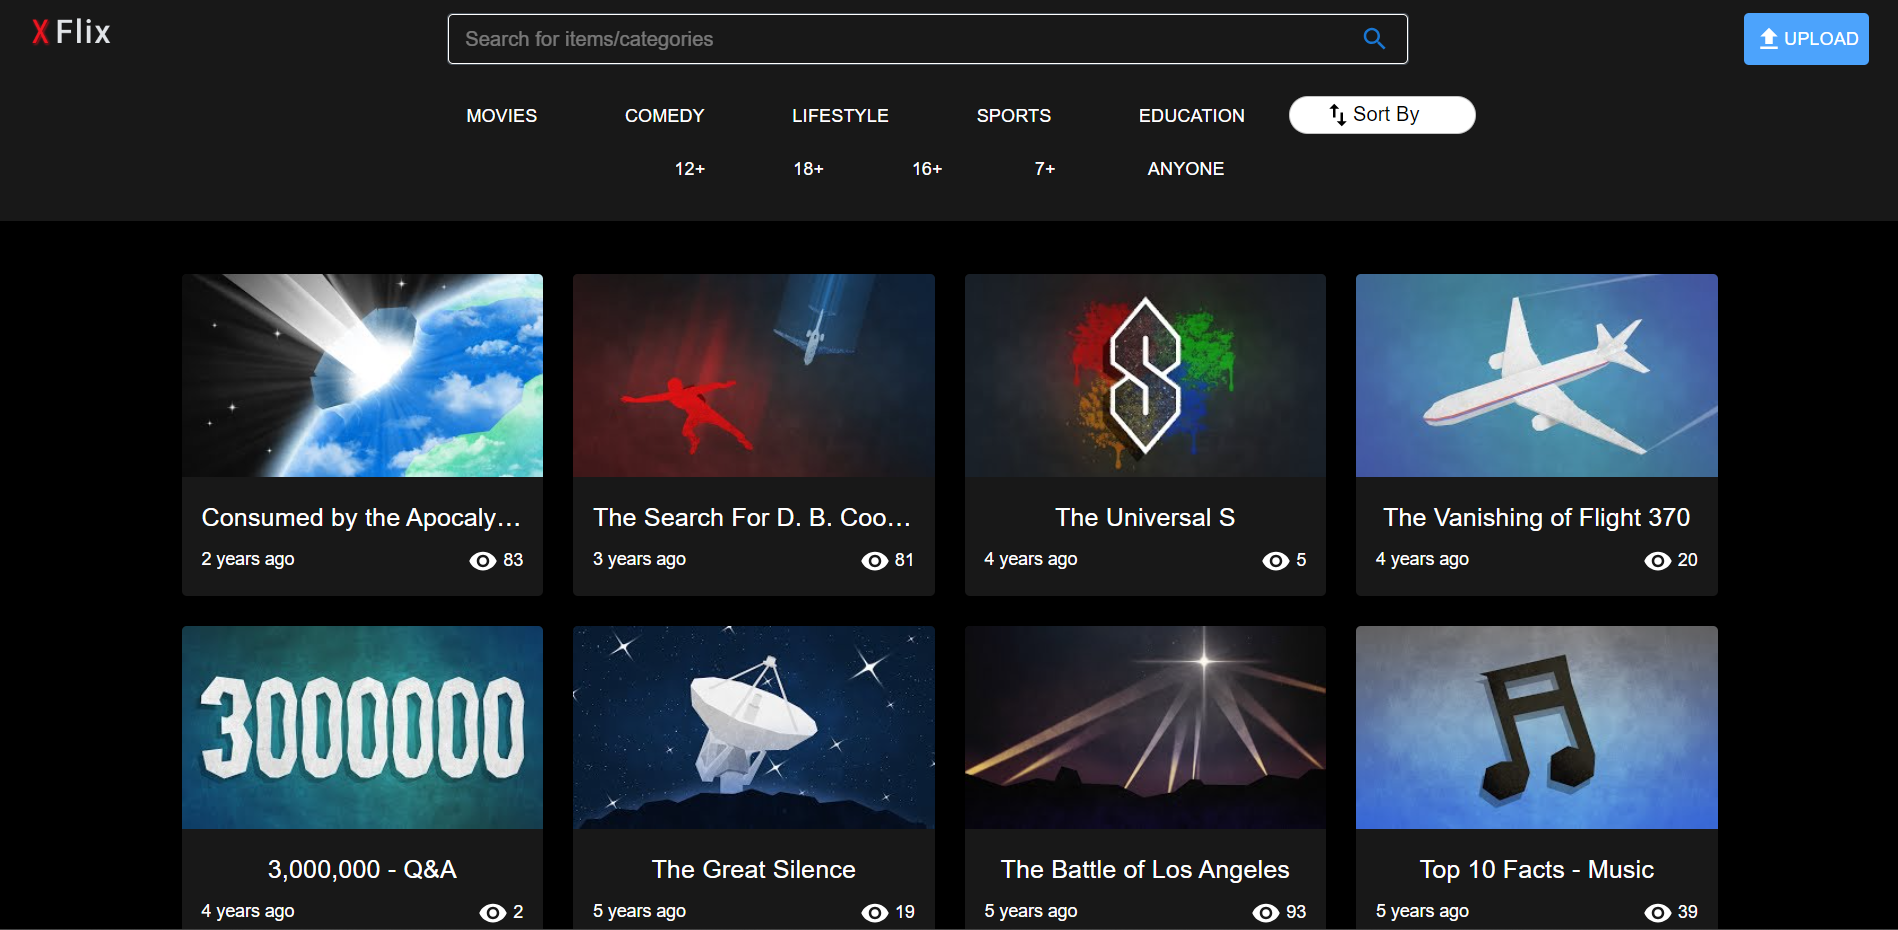 X Flix
Search for items/categories
UPLOAD
MOVIES COMEDY LIFESTYLE SPORTS EDUCATION Sort By
12+ 18+ 16+ 7+ ANYONE
Consumed by the Apocaly...
2 years ago 83
The Search For D. B. Coo...
3 years ago 81
S
The Universal S
4 years ago 5
The Vanishing of Flight 370
4 years ago 20
3000000
3,000,000 - Q&A
4 years ago 2
The Great Silence
5 years ago 19
The Battle of Los Angeles
5 years ago 93
Top 10 Facts - Music
5 years ago 39